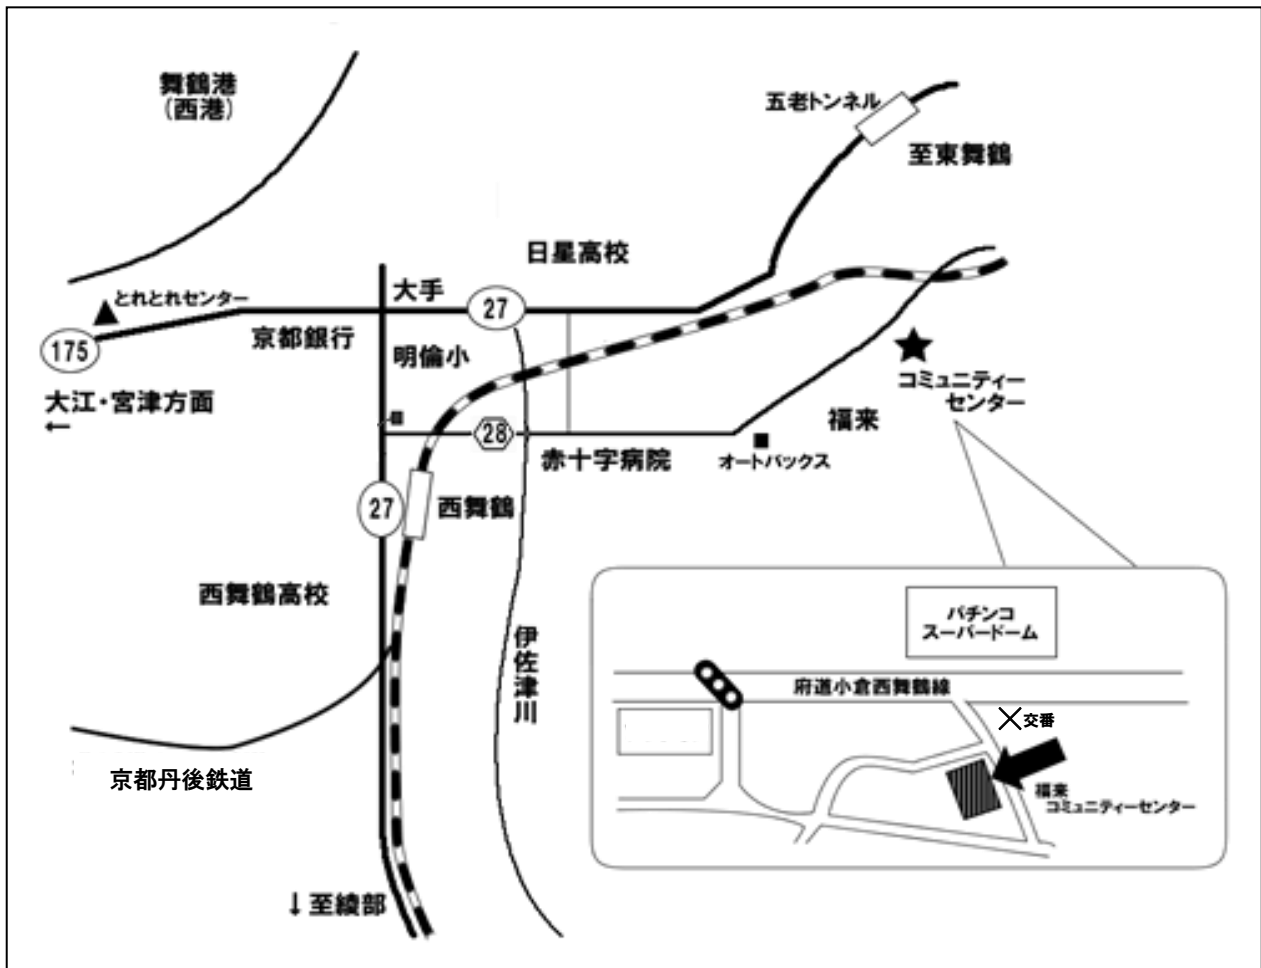 舞鶴港
(西港)
五老トンネル
至東舞鶴
日星高校
大手
とれとれセンター
27
京都銀行
175
明倫小
コミュニティー
センター
大江・宮津方面
←
福来
28
赤十字病院
オートバックス
27
西舞鶴
西舞鶴高校
パチンコ
スーパードーム
伊佐津川
府道小倉西舞鶴線
交番
京都丹後鉄道
福来
コミュニティーセンター
↓至綾部